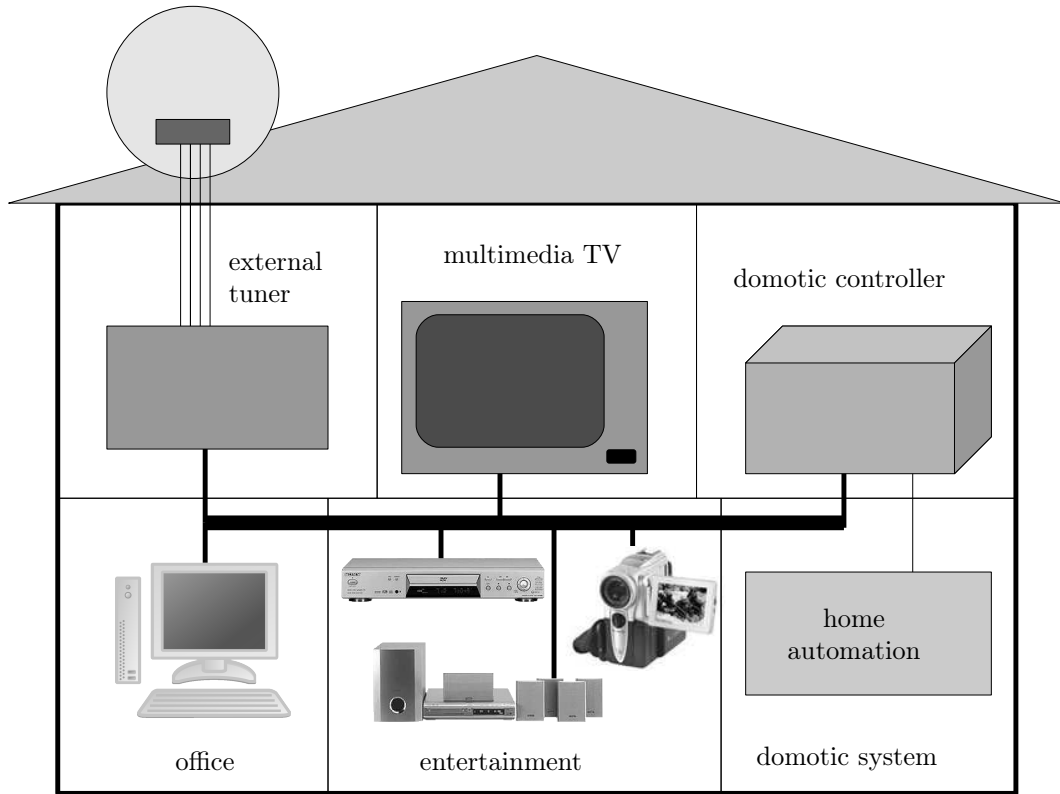 external
tuner
multimedia TV
domotic controller
home
automation
office
entertainment
domotic system